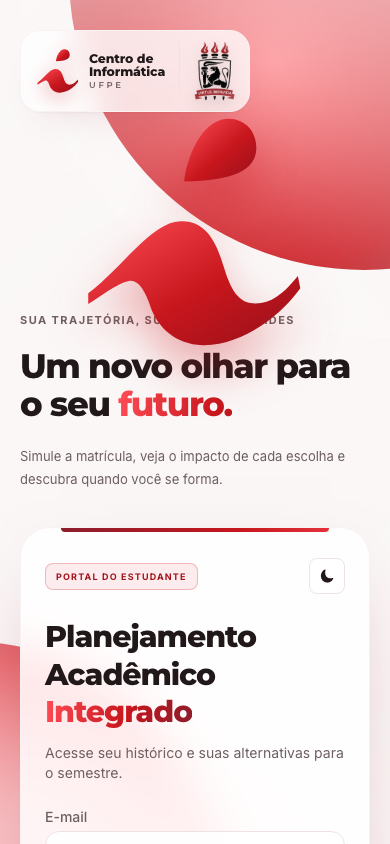 Centro de
Informática
UFPE
VIRTUS IMPAVIDA
SUA TRAJETÓRIA,
Um novo olhar para
o seu futuro.
Simule a matrícula, veja o impacto de cada escolha e
descubra quando você se forma.
PORTAL DO ESTUDANTE
Planejamento
Acadêmico
Integrado
Acesse seu histórico e suas alternativas para
o semestre.
E-mail